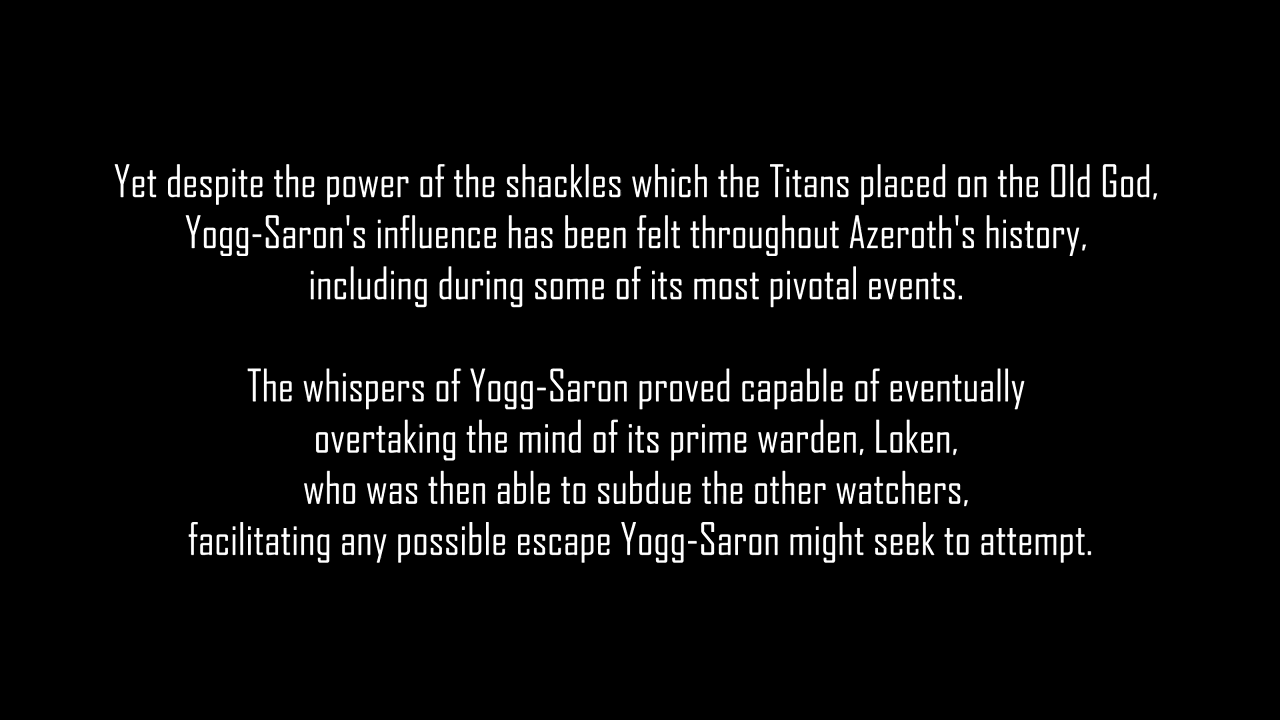 Yet despite the power of the shackles which the Titans placed on the Old God,
Yogg-Saron's influence has been felt throughout Azeroth's history,
including during some of its most pivotal events.
The whispers of Yogg-Saron proved capable of eventually
overtaking the mind of its prime warden, Loken,
who was then able to subdue the other watchers,
facilitating any possible escape Yogg-Saron might seek to attempt.